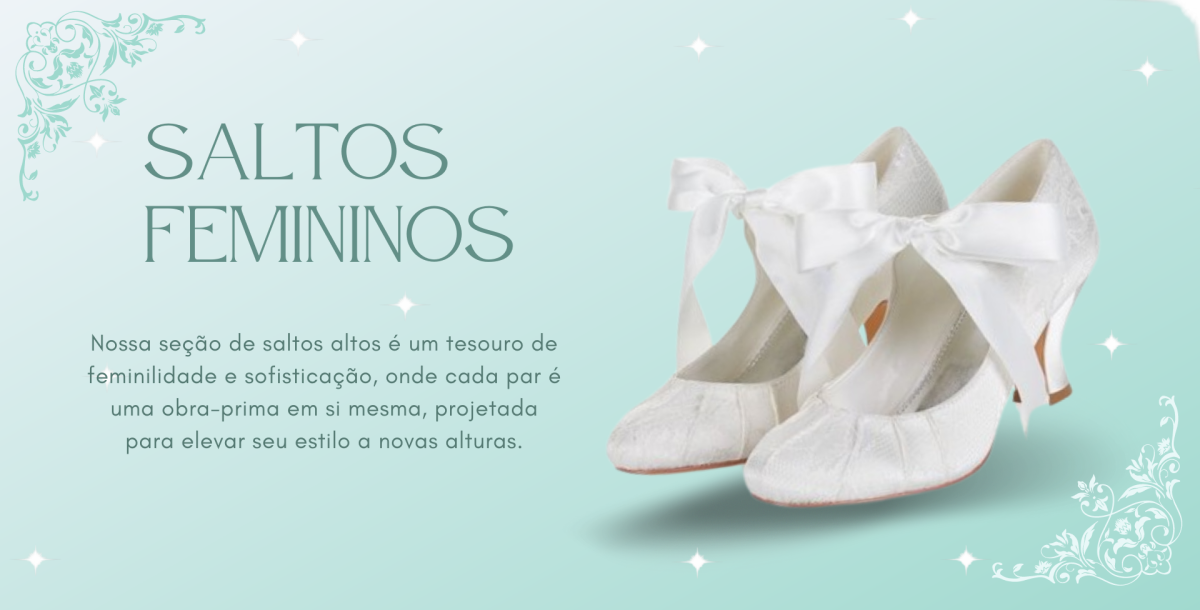 SALTOS
FEMININOS
Nossa seção de saltos altos é um tesouro de
feminilidade e sofisticação, onde cada par é
uma obra-prima em si mesma, projetada
para elevar seu estilo a novas alturas.